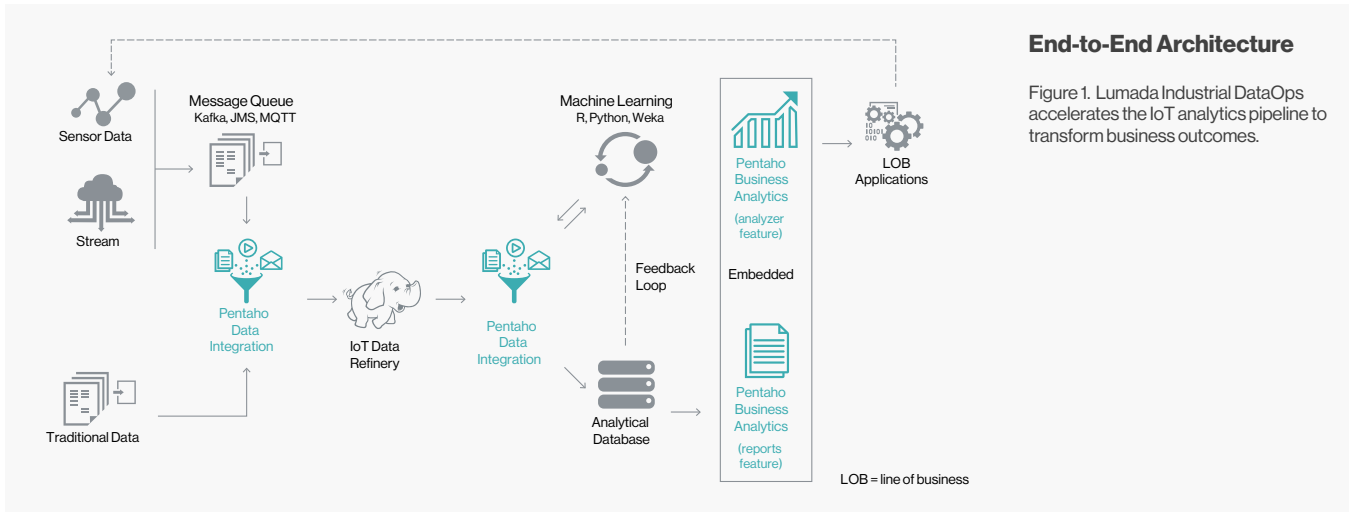 End-to-End Architecture
Figure 1. Lumada Industrial DataOps
accelerates the IoT analytics pipeline to
transform business outcomes.
Sensor Data
Stream
Message Queue
Kafka, JMS, MQTT
Pentaho
Data
Integration
Traditional Data
IoT Data
Refinery
Pentaho
Data
Integration
Machine Learning
R, Python, Weka
Feedback
Loop
Analytical
Database
Pentaho
Business
Analytics
(analyzer
feature)
Embedded
Pentaho
Business
Analytics
(reports
feature)
IO
IOIOI
OIO
LOB
Applications
LOB = line of business